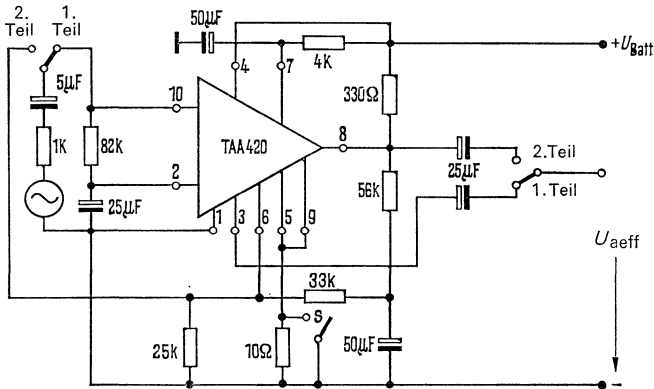 2.
Teil
1.
Teil
50µF
+UBatt
4
7
4K
5µF
330Ω
10
1K
82k
TAA420
8
2.Teil
2
56k
25µF
1.Teil
25µF
1
3
6
5
9
Uaeff
33k
S
25k
10Ω
50µF
-